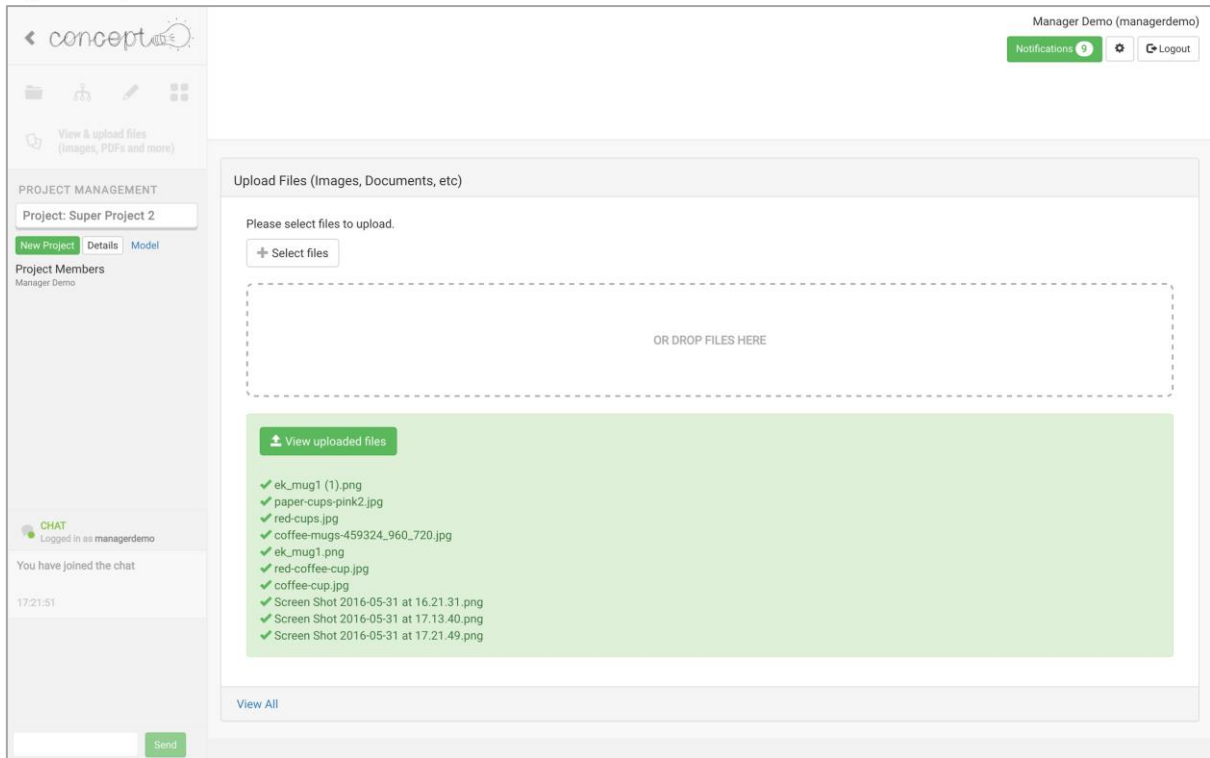 concept
Manager Demo (managerdemo)
Notifications 9
Logout
View & upload files
(Images, PDFs and more)
PROJECT MANAGEMENT
Project: Super Project 2
New Project Details Model
Project Members
Manager Demo
Upload Files (Images, Documents, etc)
Please select files to upload.
Select files
OR DROP FILES HERE
View uploaded files
ek_mug1 (1).png
paper-cups-pink2.jpg
red-cups.jpg
coffee-mugs-459324_960_720.jpg
ek_mug1.png
red-coffee-cup.jpg
coffee-cup.jpg
Screen Shot 2016-05-31 at 16.21.31.png
Screen Shot 2016-05-31 at 17.13.40.png
Screen Shot 2016-05-31 at 17.21.49.png
View All
CHAT
Logged in as managerdemo
You have joined the chat
17:21:51
Send